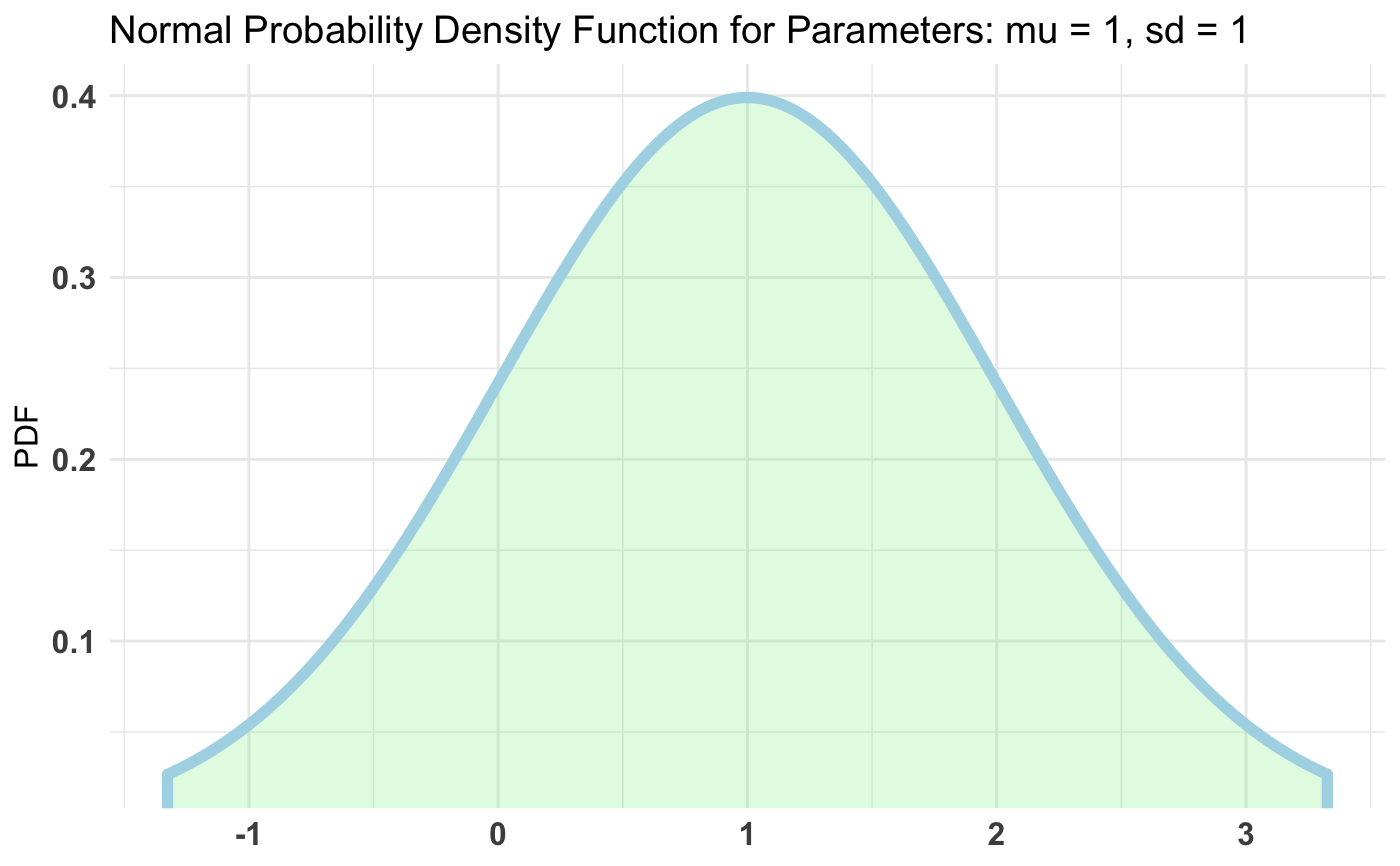 Normal Probability Density Function for Parameters: mu = 1, sd = 1
0.4
0.3
PDF
0.2
0.1
-1 0 1 2 3